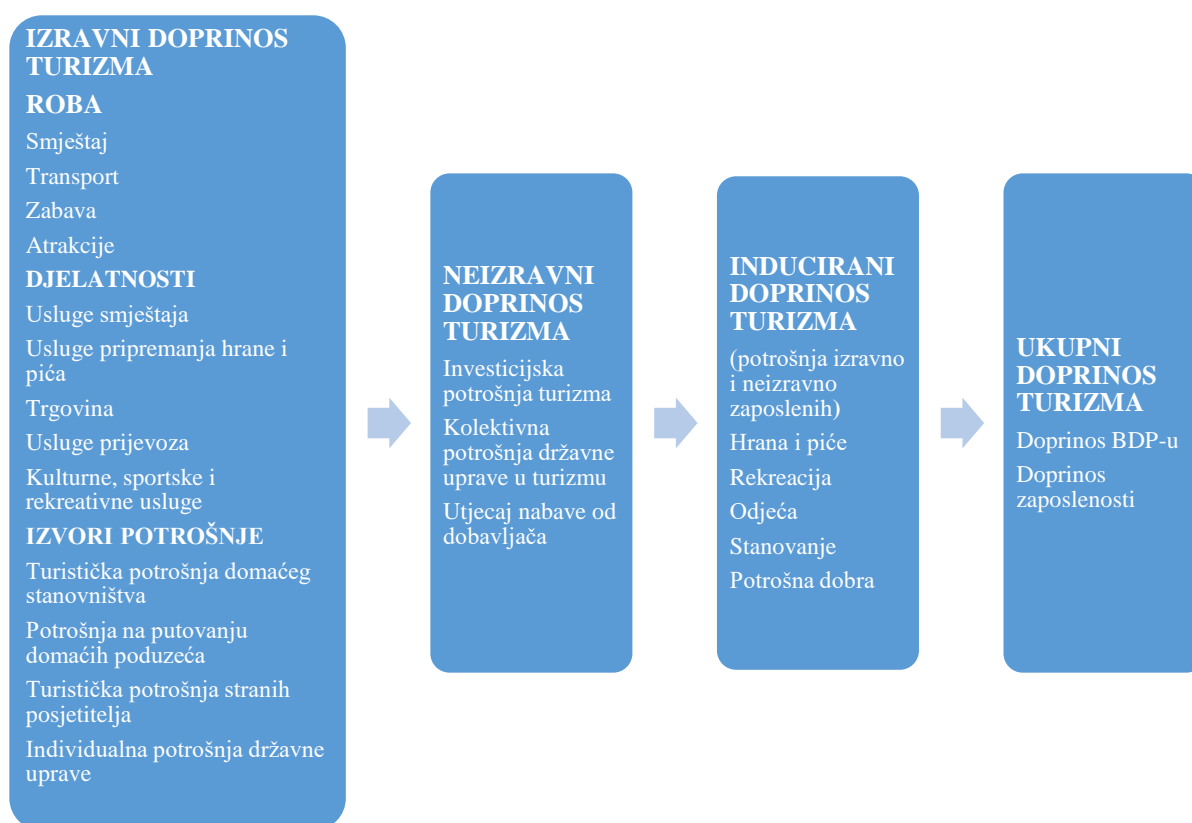 IZRAVNI DOPRINOS
TURIZMA
ROBA
Smještaj
Transport
Zabava
Atrakcije
DJELATNOSTI
Usluge smještaja
Usluge pripremanja hrane i
pića
Trgovina
Usluge prijevoza
Kulturne, sportske i
rekreativne usluge
IZVORI POTROŠNJE
Turistička potrošnja domaćeg
stanovništva
Potrošnja na putovanju
domaćih poduzeća
Turistička potrošnja stranih
posjetitelja
Individualna potrošnja državne
uprave
NEIZRAVNI
DOPRINOS
TURIZMA
Investicijska
potrošnja turizma
Kolektivna
potrošnja državne
uprave u turizmu
Utjecaj nabave od
dobavljača
INDUCIRANI
DOPRINOS
TURIZMA
(potrošnja izravno
i neizravno
zaposlenih)
Hrana i piće
Rekreacija
Odjeća
Stanovanje
Potrošna dobra
UKUPNI
DOPRINOS
TURIZMA
Doprinos BDP-u
Doprinos
zaposlenosti